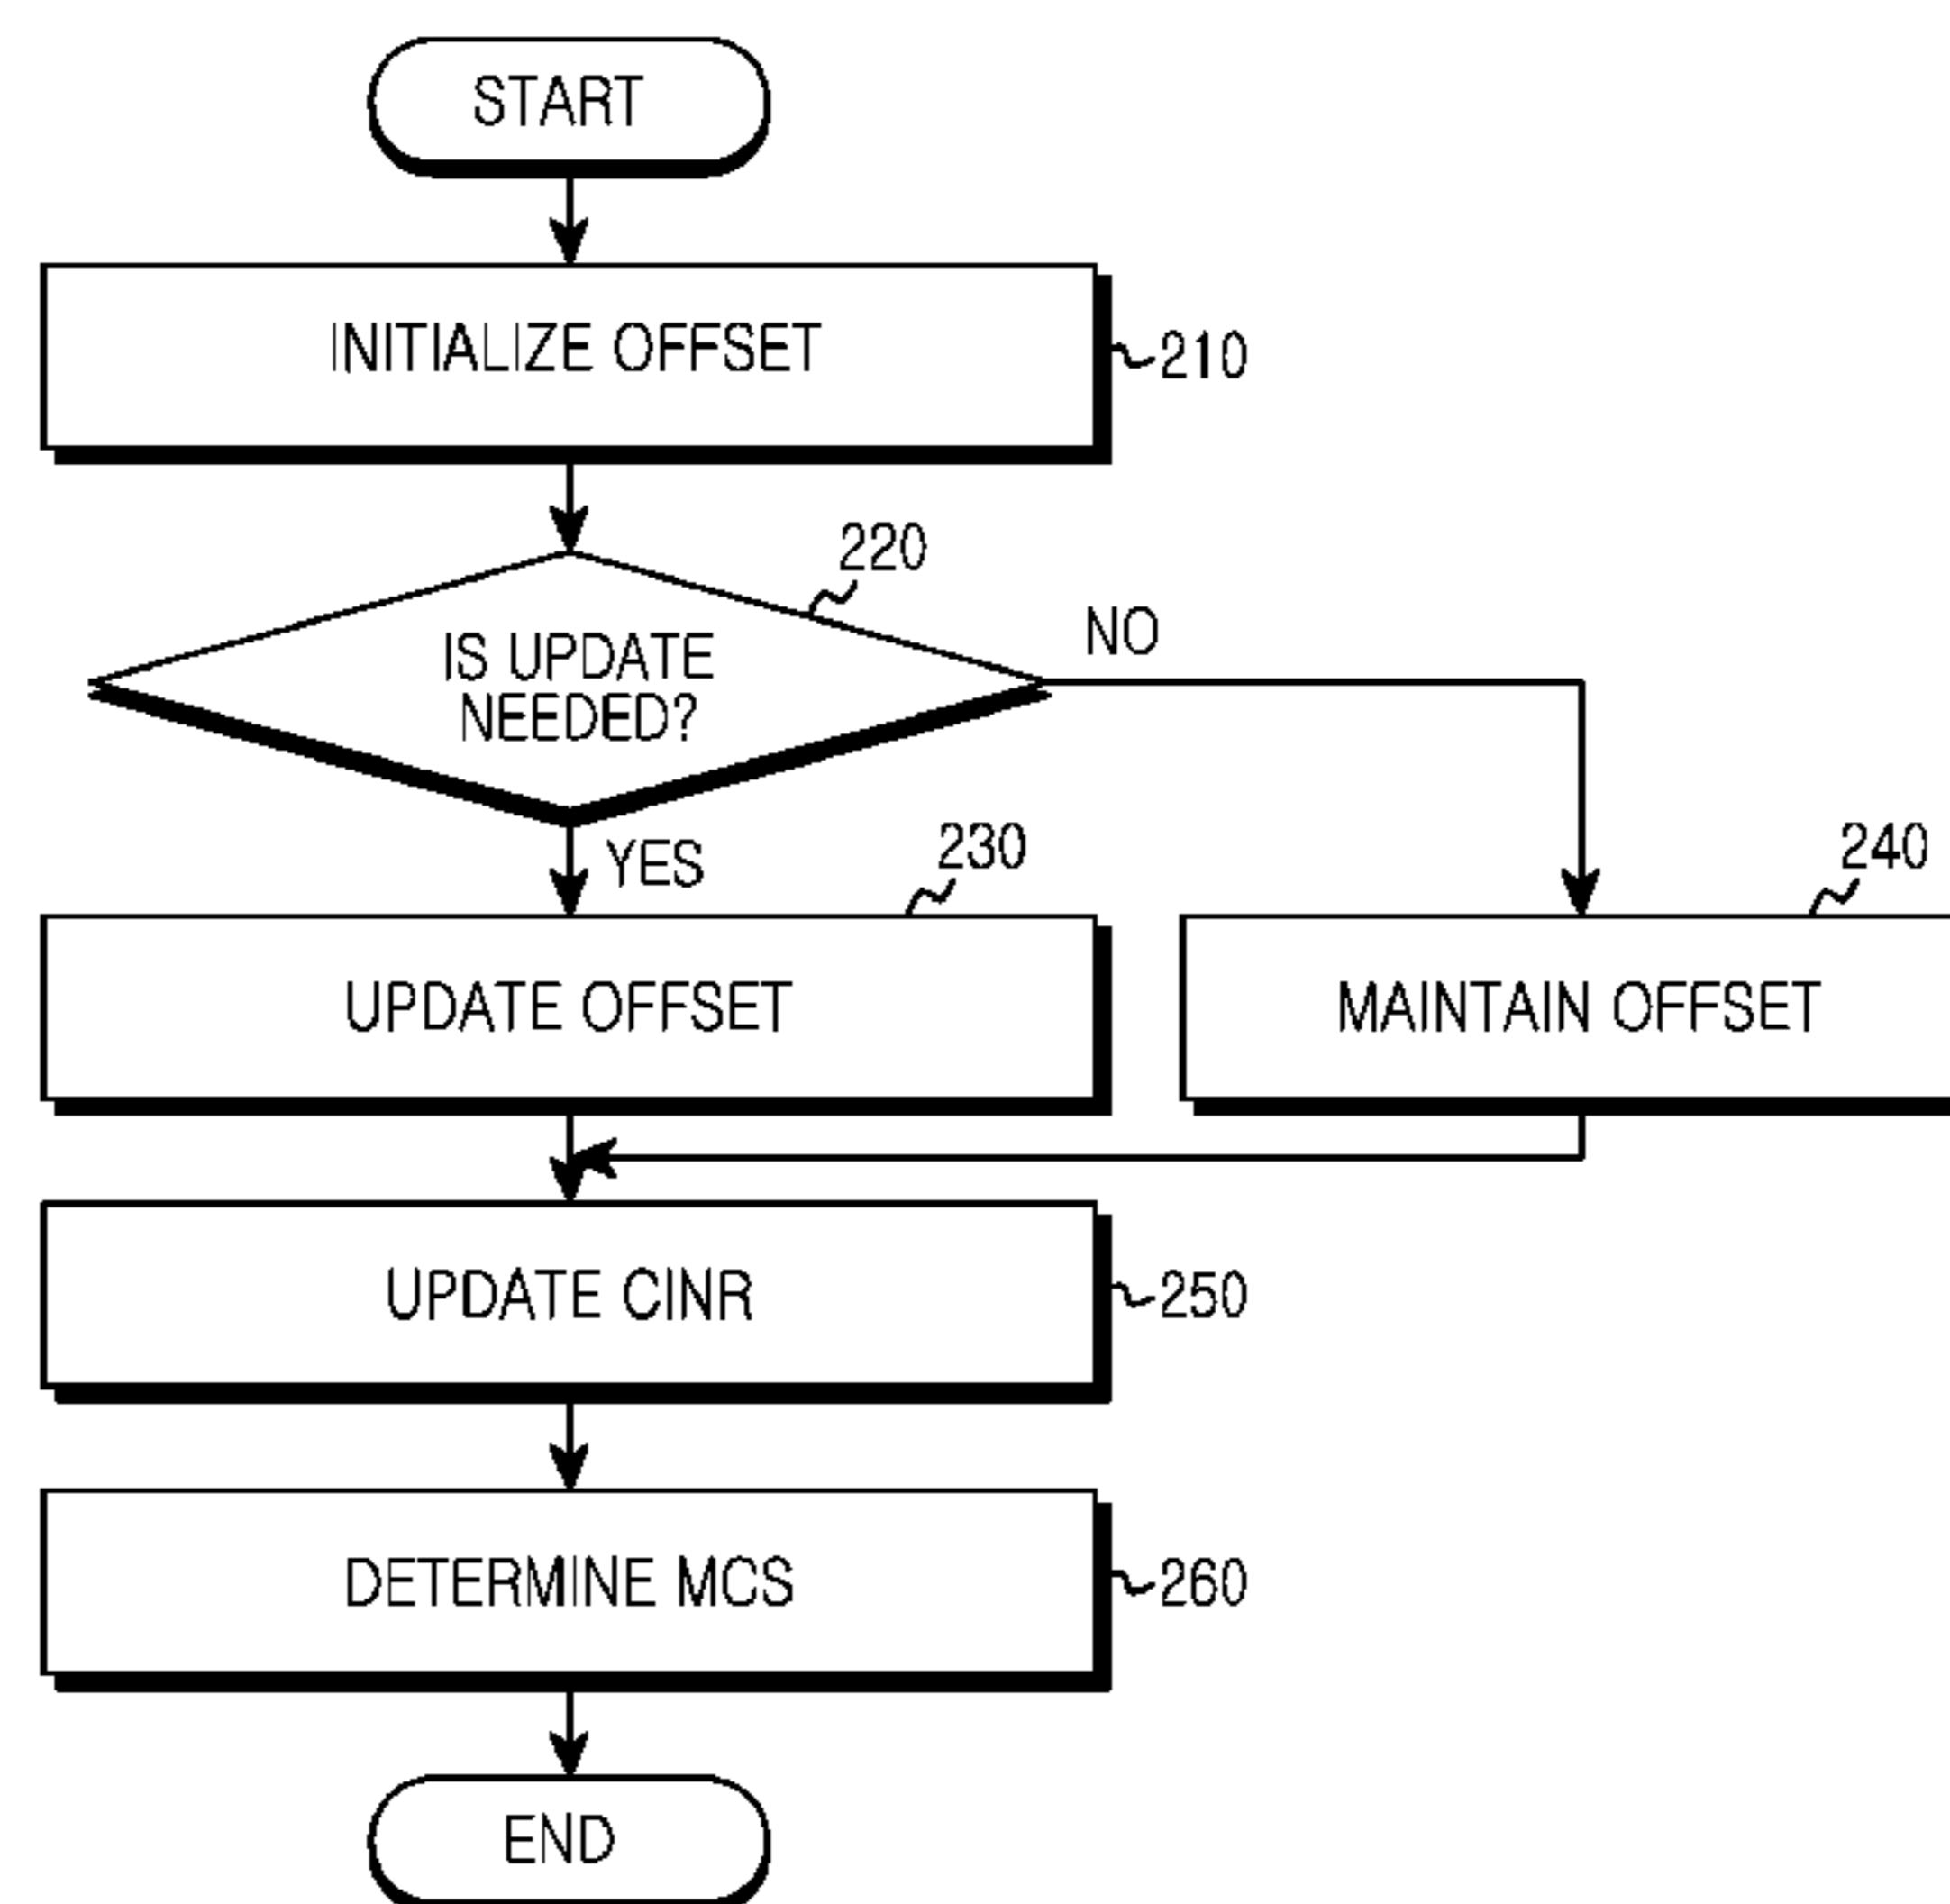 START
INITIALIZE OFFSET
210
220
IS UPDATE
NEEDED?
NO
YES
230
240
UPDATE OFFSET
MAINTAIN OFFSET
UPDATE CINR
250
DETERMINE MCS
260
END